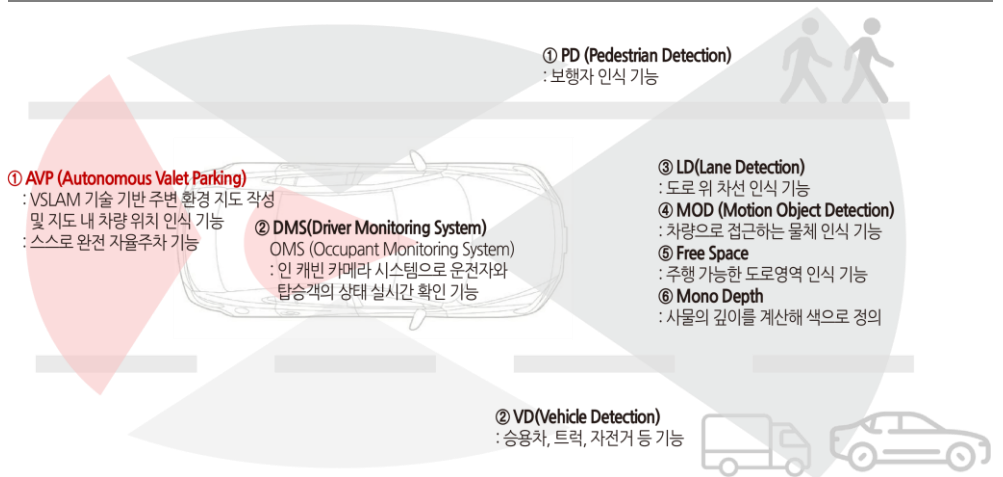 ① PD (Pedestrian Detection)
: 보행자 인식 기능
① AVP (Autonomous Valet Parking)
: VSLAM 기술 기반 주변 환경 지도 작성
및 지도 내 차량 위치 인식 기능
: 스스로 완전 자율주차 기능
② DMS(Driver Monitoring System)
OMS (Occupant Monitoring System)
: 인 캐빈 카메라 시스템으로 운전자와
탑승객의 상태 실시간 확인 기능
③ LD(Lane Detection)
: 도로 위 차선 인식 기능
④ MOD (Motion Object Detection)
: 차량으로 접근하는 물체 인식 기능
⑤ Free Space
: 주행 가능한 도로영역 인식 기능
⑥ Mono Depth
: 사물의 깊이를 계산해 색으로 정의
② VD(Vehicle Detection)
: 승용차, 트럭, 자전거 등 기능